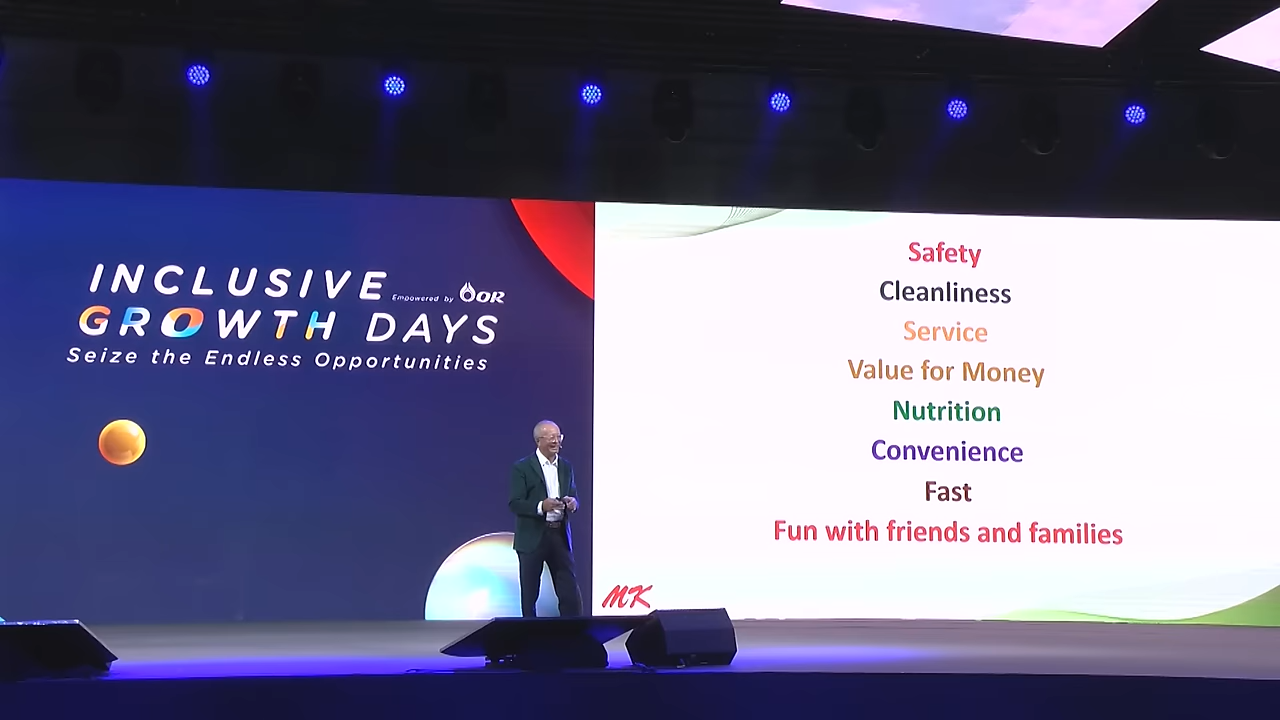 INCLUSIVE
Empowered by OR
GROWTH DAYS
Seize the Endless Opportunities
Safety
Cleanliness
Service
Value for Money
Nutrition
Convenience
Fast
Fun with friends and families
MK